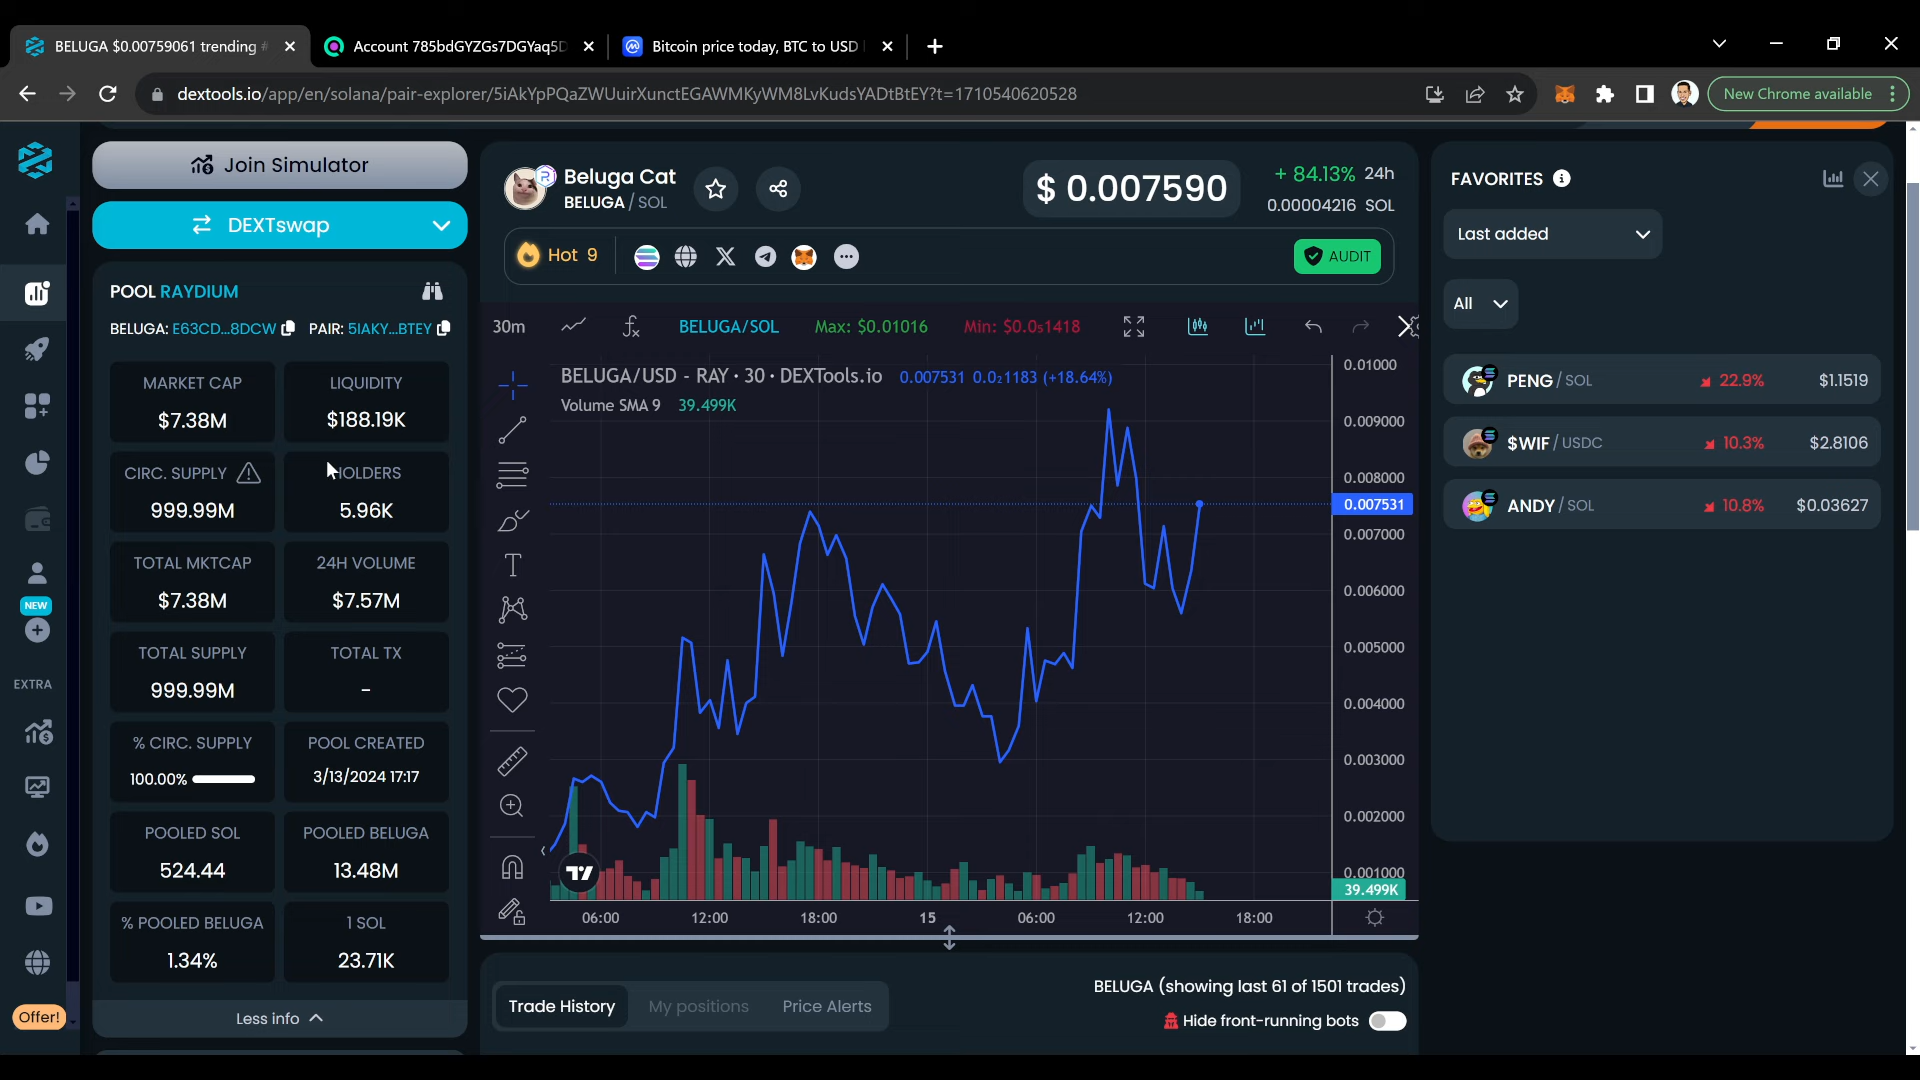 BELUGA $0.00759061 trending #
Account 785bdGYZGs7DGYaq5D
Bitcoin price today, BTC to USD
dextools.io/app/en/solana/pair-explorer/5iAkYpPQaZWUuirXunctEGAWMKyWM8LvKudsYADtBtEY?t=1710540620528
New Chrome available
Join Simulator
DEXTswap
POOL RAYDIUM
BELUGA: E63CD...8DCW PAIR: 5IAKY...BTEY
MARKET CAP
$7.38M
LIQUIDITY
$188.19K
CIRC. SUPPLY
999.99M
HOLDERS
5.96K
TOTAL MKTCAP
$7.38M
24H VOLUME
$7.57M
TOTAL SUPPLY
999.99M
TOTAL TX
-
% CIRC. SUPPLY
100.00%
POOL CREATED
3/13/2024 17:17
POOLED SOL
524.44
POOLED BELUGA
13.48M
% POOLED BELUGA
1.34%
1 SOL
23.71K
Less info
NEW
EXTRA
Offer!
Beluga Cat
BELUGA / SOL
$ 0.007590
+ 84.13% 24h
0.00004216 SOL
Hot 9
AUDIT
30m
BELUGA/SOL
Max: $0.01016
Min: $0.0₅1418
BELUGA/USD - RAY · 30 · DEXTools.io 0.007531 0.0₂1183 (+18.64%)
Volume SMA 9 39.499K
0.01000
0.009000
0.008000
0.007531
0.007000
0.006000
0.005000
0.004000
0.003000
0.002000
0.001000
39.499K
06:00
12:00
18:00
15
06:00
12:00
18:00
Trade History
My positions
Price Alerts
BELUGA (showing last 61 of 1501 trades)
Hide front-running bots
FAVORITES
Last added
All
PENG / SOL 22.9% $1.1519
$WIF / USDC 10.3% $2.8106
ANDY / SOL 10.8% $0.03627